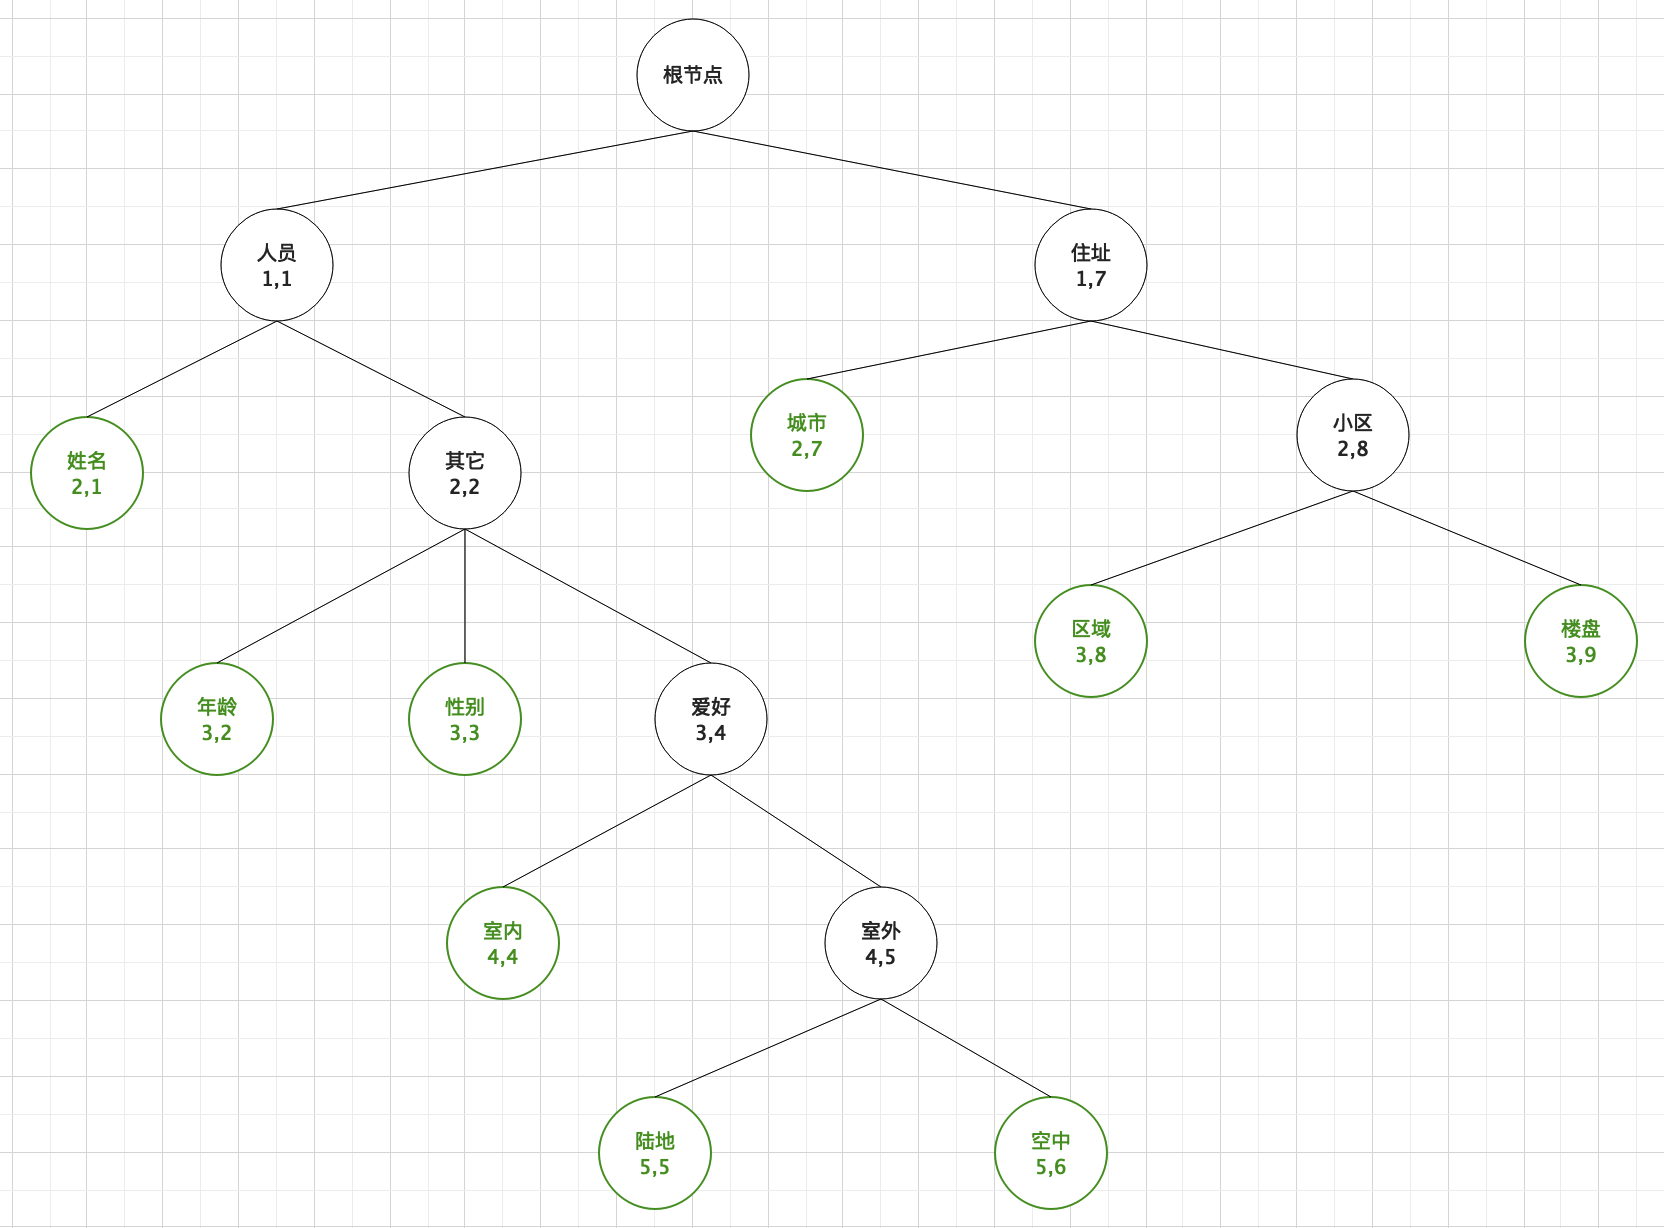 根节点
人员
1,1
住址
1,7
姓名
2,1
其它
2,2
城市
2,7
小区
2,8
年龄
3,2
性别
3,3
爱好
3,4
区域
3,8
楼盘
3,9
室内
4,4
室外
4,5
陆地
5,5
空中
5,6